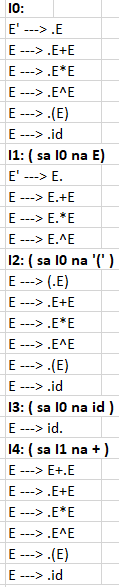 I0:
E' ---> .E
E ---> .E+E
E ---> .E*E
E ---> .E^E
E ---> .(E)
E ---> .id
I1: ( sa I0 na E)
E' ---> E.
E ---> E.+E
E ---> E.*E
E ---> E.^E
I2: ( sa I0 na '(' )
E ---> (.E)
E ---> .E+E
E ---> .E*E
E ---> .E^E
E ---> .(E)
E ---> .id
I3: ( sa I0 na id )
E ---> id.
I4: ( sa I1 na + )
E ---> E+.E
E ---> .E+E
E ---> .E*E
E ---> .E^E
E ---> .(E)
E ---> .id